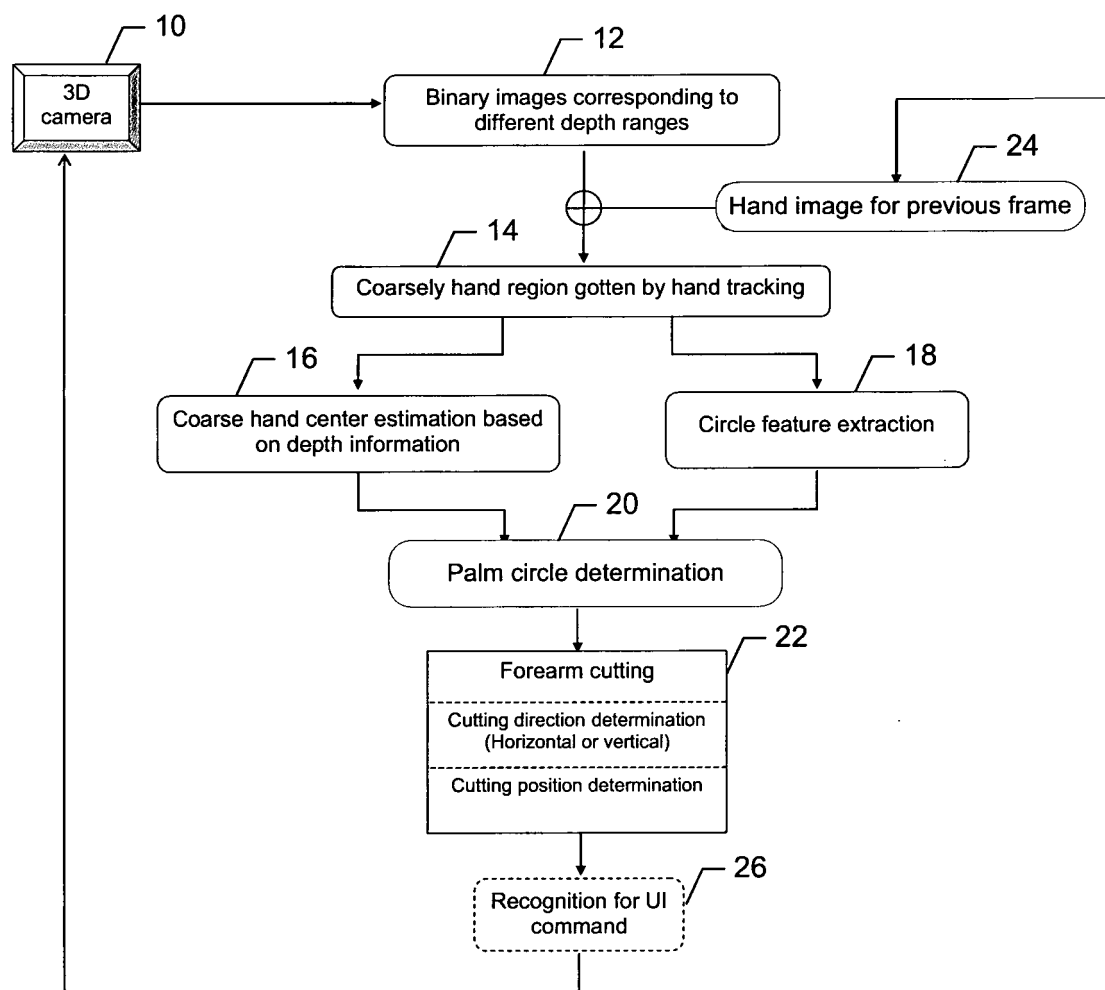 10
3D
camera
12
Binary images corresponding to
different depth ranges
24
Hand image for previous frame
14
Coarsely hand region gotten by hand tracking
16
Coarse hand center estimation based
on depth information
18
Circle feature extraction
20
Palm circle determination
22
Forearm cutting
Cutting direction determination
(Horizontal or vertical)
Cutting position determination
26
Recognition for UI
command